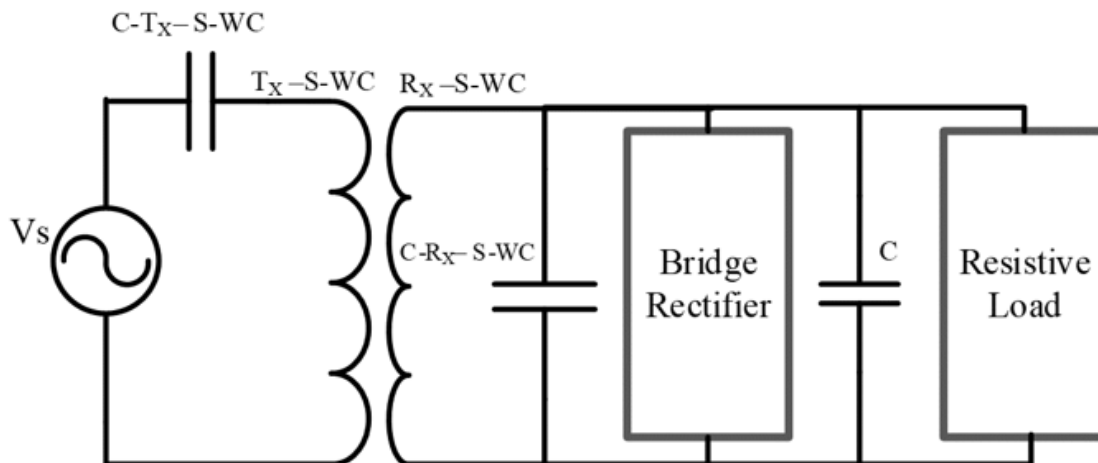 C-TX–S-WC
TX–S-WC
RX–S-WC
Vs
C-RX–S-WC
Bridge
Rectifier
C
Resistive
Load